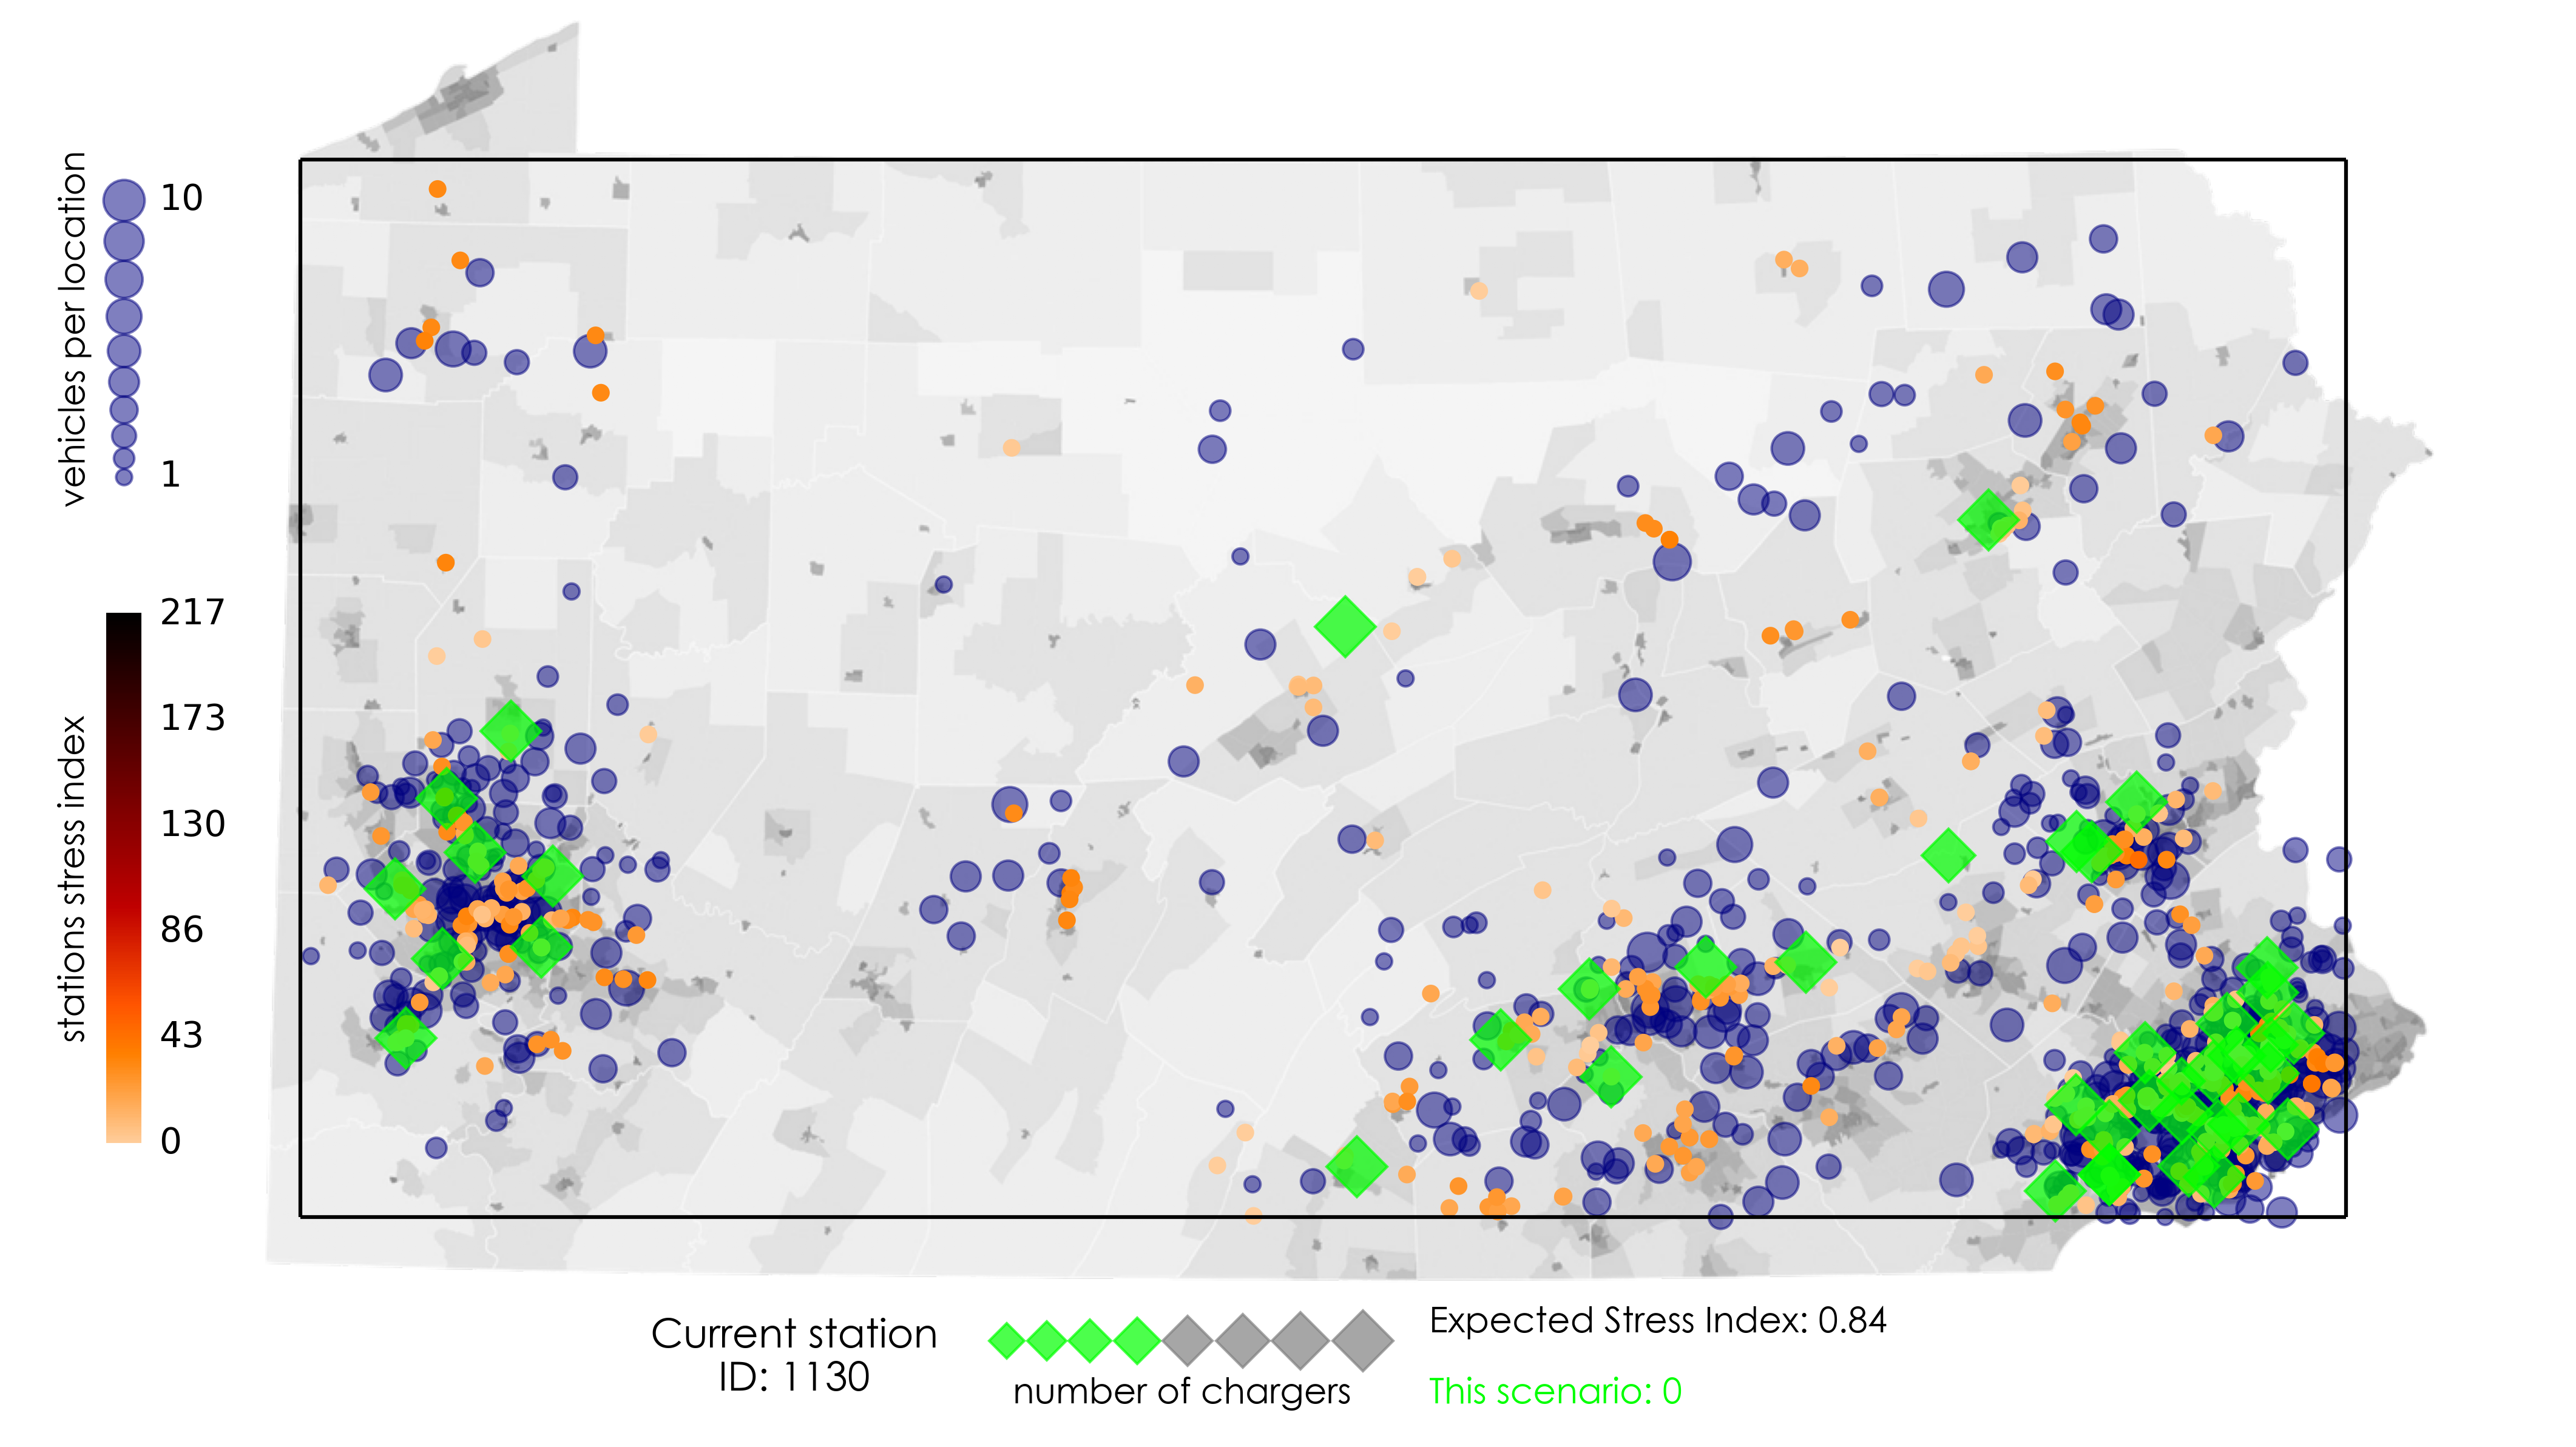 vehicles per location
10
1
stations stress index
217
173
130
86
43
0
Current station
ID: 1130
number of chargers
Expected Stress Index: 0.84
This scenario: 0